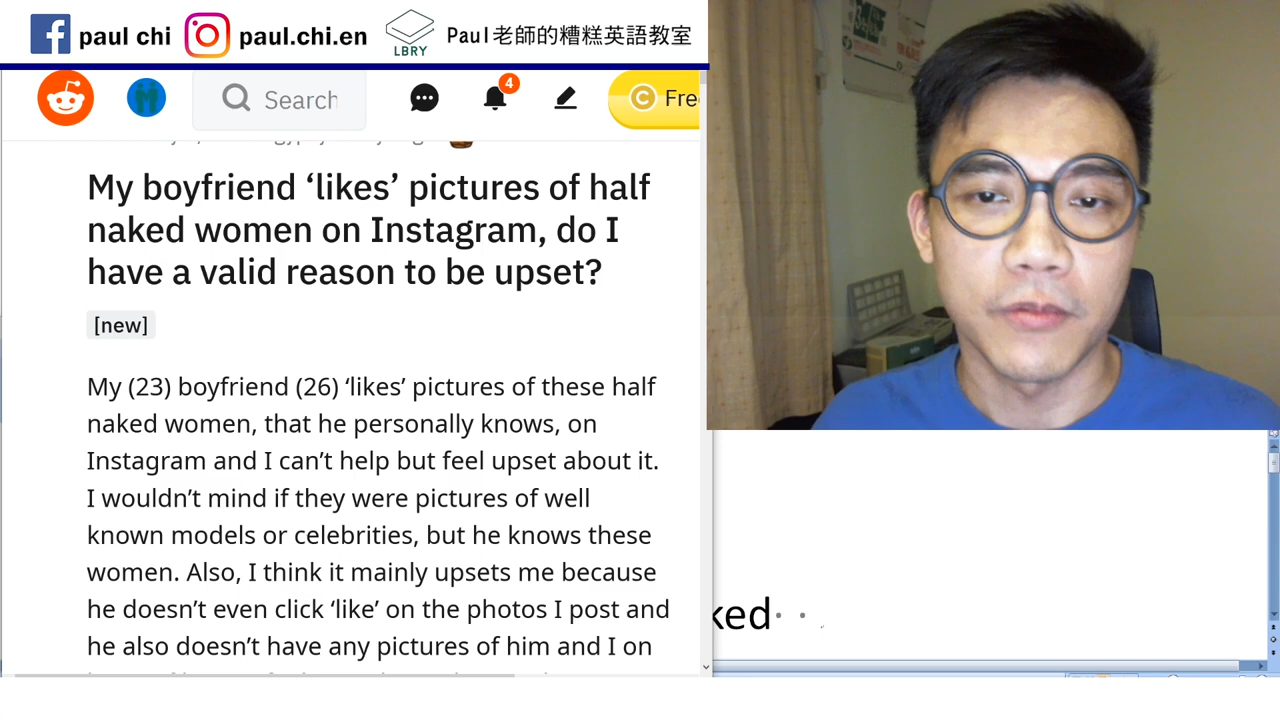 paul chi paul.chi.en LBRY Paul老師的糟糕英語教室
Search 4 Fre
My boyfriend ‘likes’ pictures of half
naked women on Instagram, do I
have a valid reason to be upset?
[new]
My (23) boyfriend (26) ‘likes’ pictures of these half
naked women, that he personally knows, on
Instagram and I can’t help but feel upset about it.
I wouldn’t mind if they were pictures of well
known models or celebrities, but he knows these
women. Also, I think it mainly upsets me because
he doesn’t even click ‘like’ on the photos I post and
he also doesn’t have any pictures of him and I on
ked